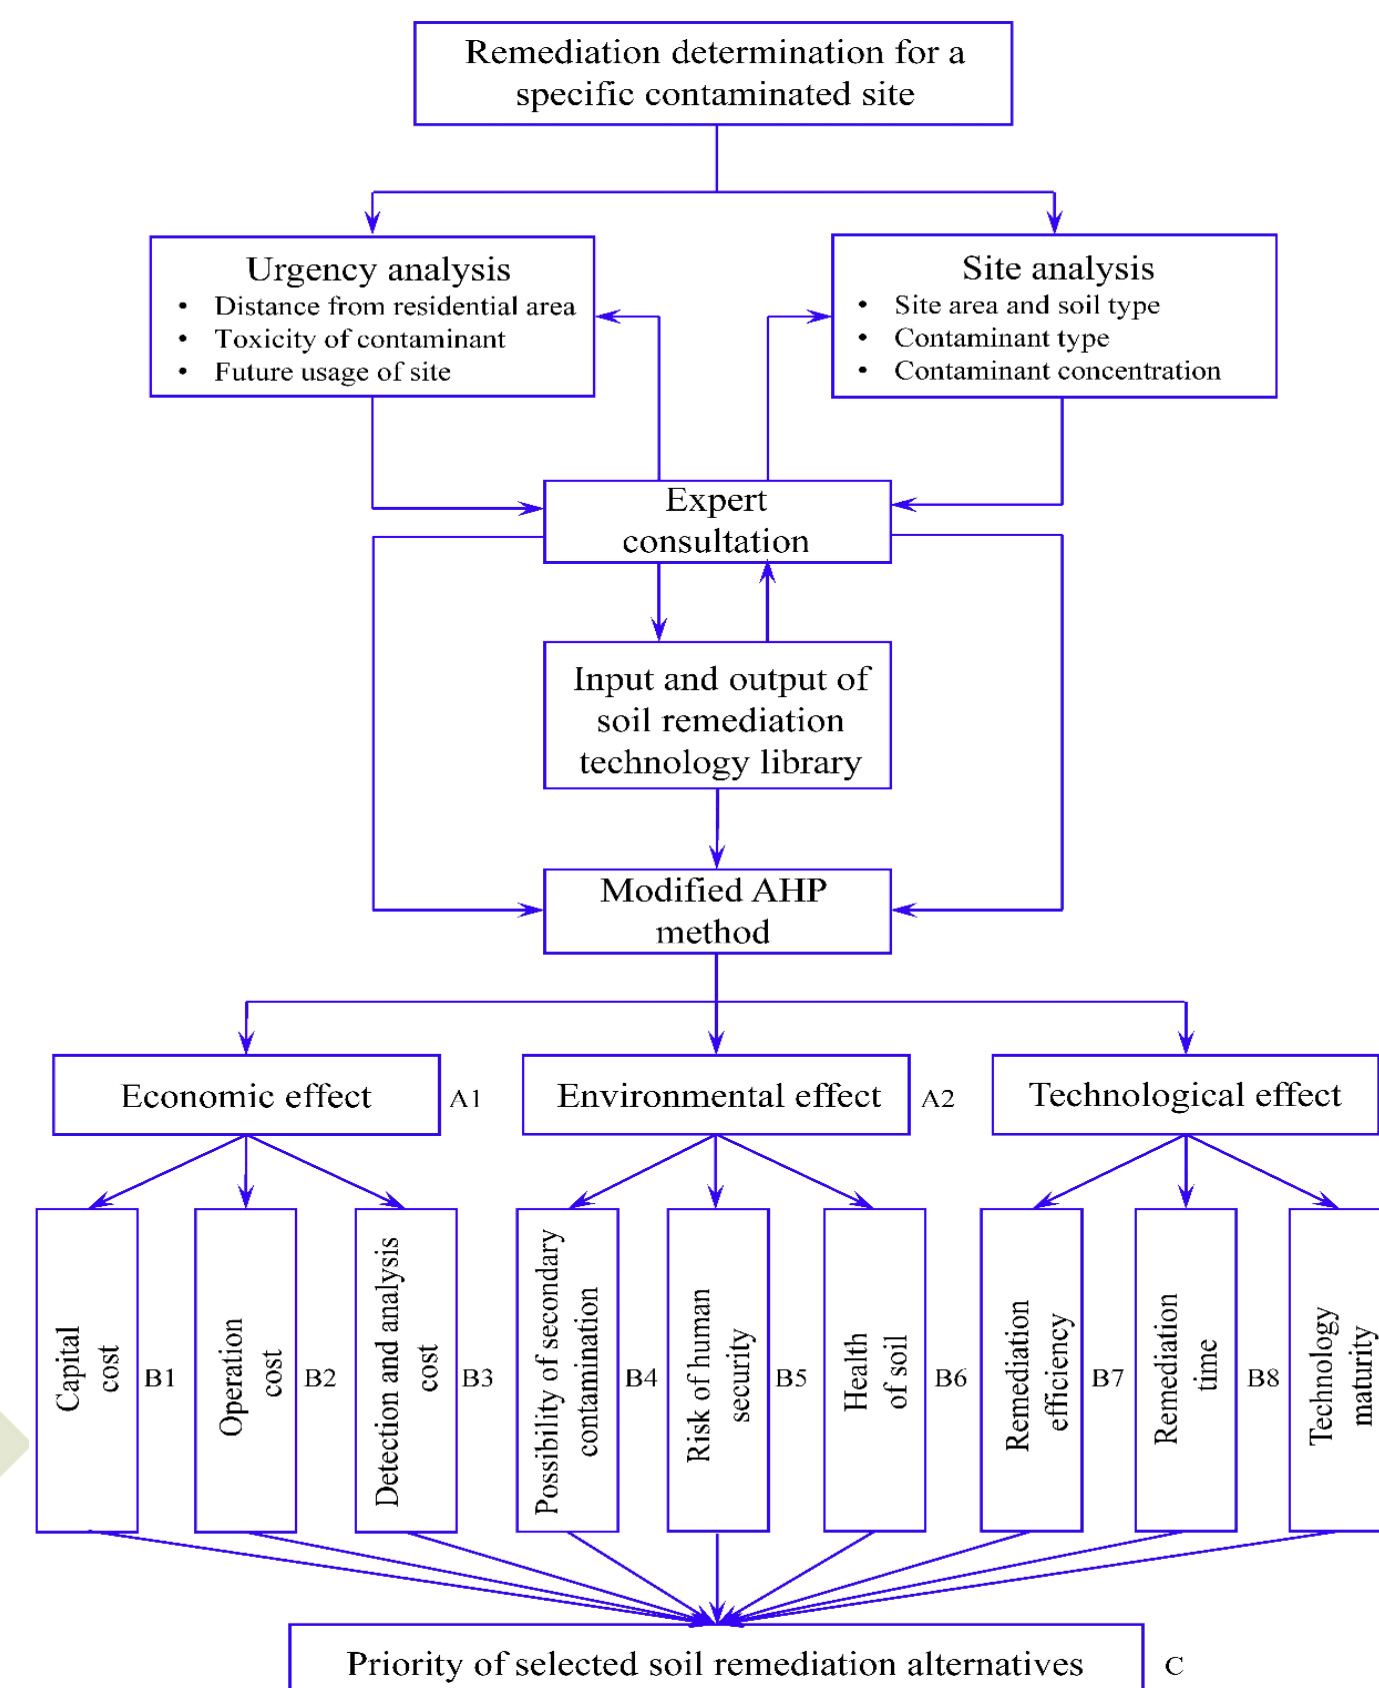 Remediation determination for a
specific contaminated site
Urgency analysis
• Distance from residential area
• Toxicity of contaminant
• Future usage of site
Site analysis
• Site area and soil type
• Contaminant type
• Contaminant concentration
Expert
consultation
Input and output of
soil remediation
technology library
Modified AHP
method
Economic effect
A1
Environmental effect
A2
Technological effect
Capital
cost
B1
Operation
cost
B2
Detection and analysis
cost
B3
Possibility of secondary
contamination
B4
Risk of human
security
B5
Health
of soil
B6
Remediation
efficiency
B7
Remediation
time
B8
Technology
maturity
Priority of selected soil remediation alternatives
C